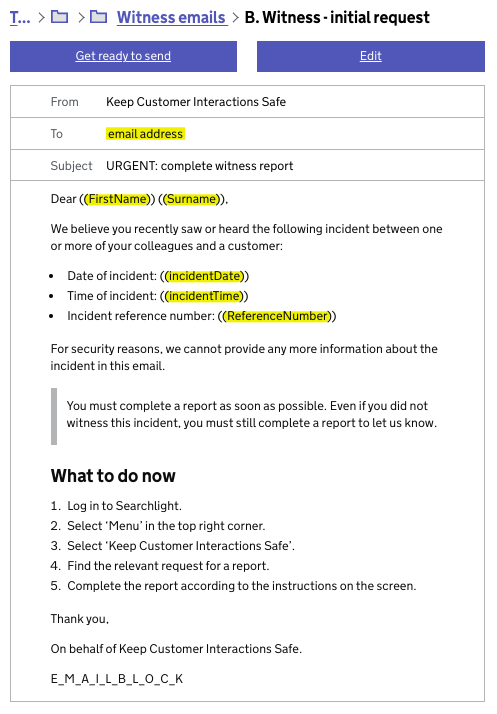 T... > > Witness emails > B. Witness - initial request
Get ready to send Edit
From Keep Customer Interactions Safe
To email address
Subject URGENT: complete witness report
Dear ((FirstName)) ((Surname)),
We believe you recently saw or heard the following incident between one
or more of your colleagues and a customer:
• Date of incident: ((incidentDate))
• Time of incident: ((incidentTime))
• Incident reference number: ((ReferenceNumber))
For security reasons, we cannot provide any more information about the
incident in this email.
You must complete a report as soon as possible. Even if you did not
witness this incident, you must still complete a report to let us know.
What to do now
1. Log in to Searchlight.
2. Select ‘Menu’ in the top right corner.
3. Select ‘Keep Customer Interactions Safe’.
4. Find the relevant request for a report.
5. Complete the report according to the instructions on the screen.
Thank you,
On behalf of Keep Customer Interactions Safe.
E_M_A_I_L_B_L_O_C_K